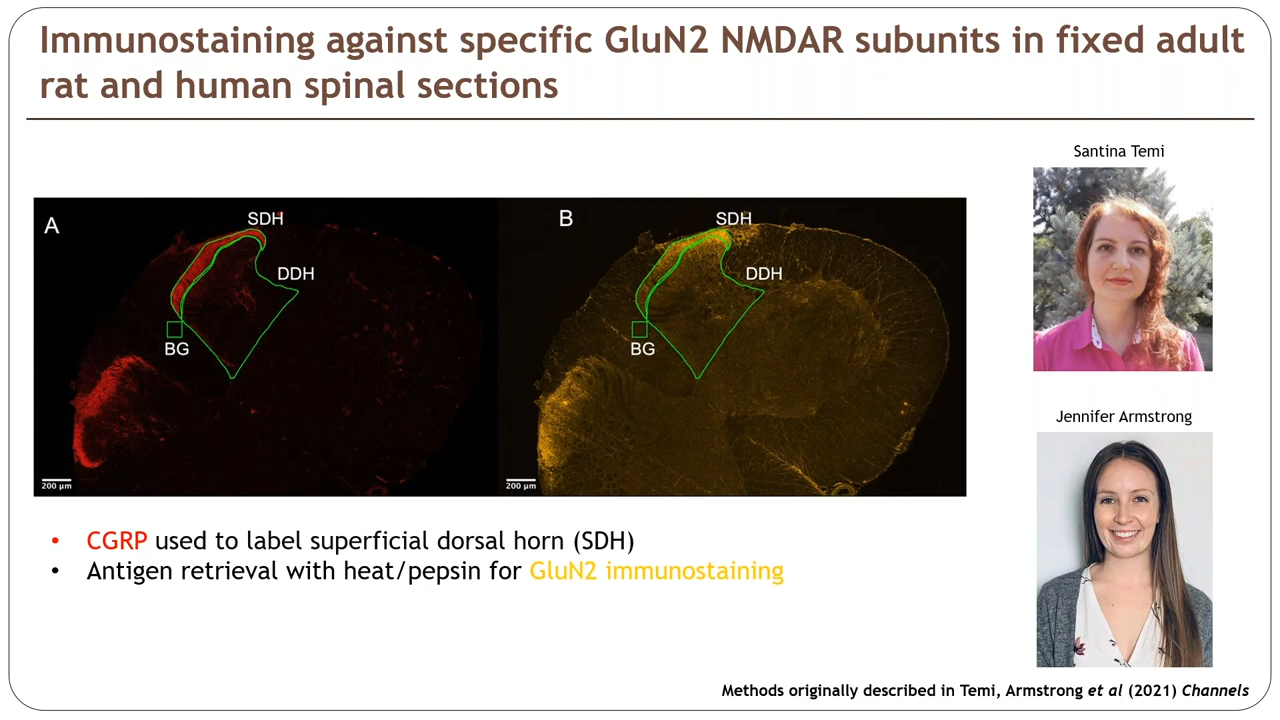 Immunostaining against specific GluN2 NMDAR subunits in fixed adult
rat and human spinal sections
Santina Temi
A
SDH
DDH
BG
200 µm
B
SDH
DDH
BG
200 µm
Jennifer Armstrong
• CGRP used to label superficial dorsal horn (SDH)
• Antigen retrieval with heat/pepsin for GluN2 immunostaining
Methods originally described in Temi, Armstrong et al (2021) Channels